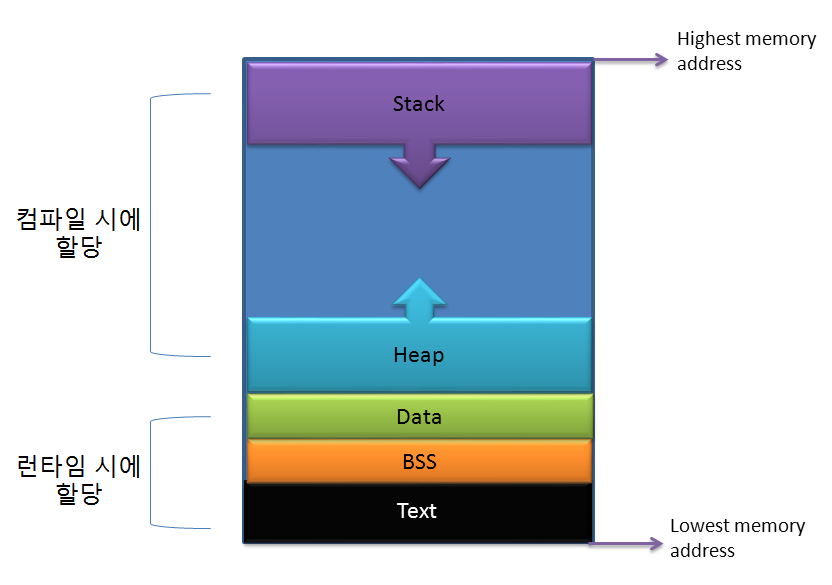 Highest memory
address
Stack
컴파일 시에
할당
Heap
Data
BSS
런타임 시에
할당
Text
Lowest memory
address